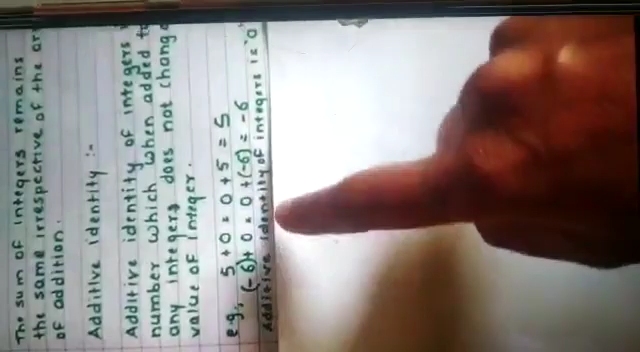 The sum of integers remains
the same irrespective of the
of addition.
Additive identity :-
Additive identity of integers
number which when added to
any integers does not change
value of integer.
e.g, 5 + 0 = 0 + 5 = 5
(-6) + 0 = 0 + (-6) = -6
Additive Identity of integers is '0'